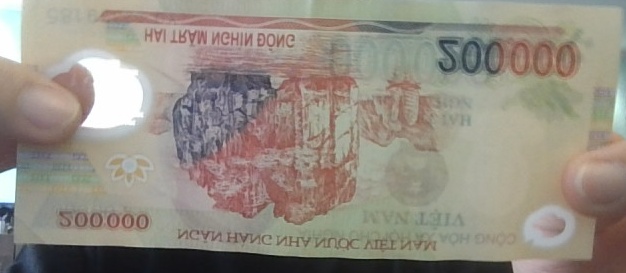 NGÂN HÀNG NHÀ NƯỚC VIỆT NAM
200000
HAI TRĂM NGHÌN ĐỒNG
200000
CỘNG HÒA XÃ HỘI CHỦ NGHĨA
VIỆT NAM